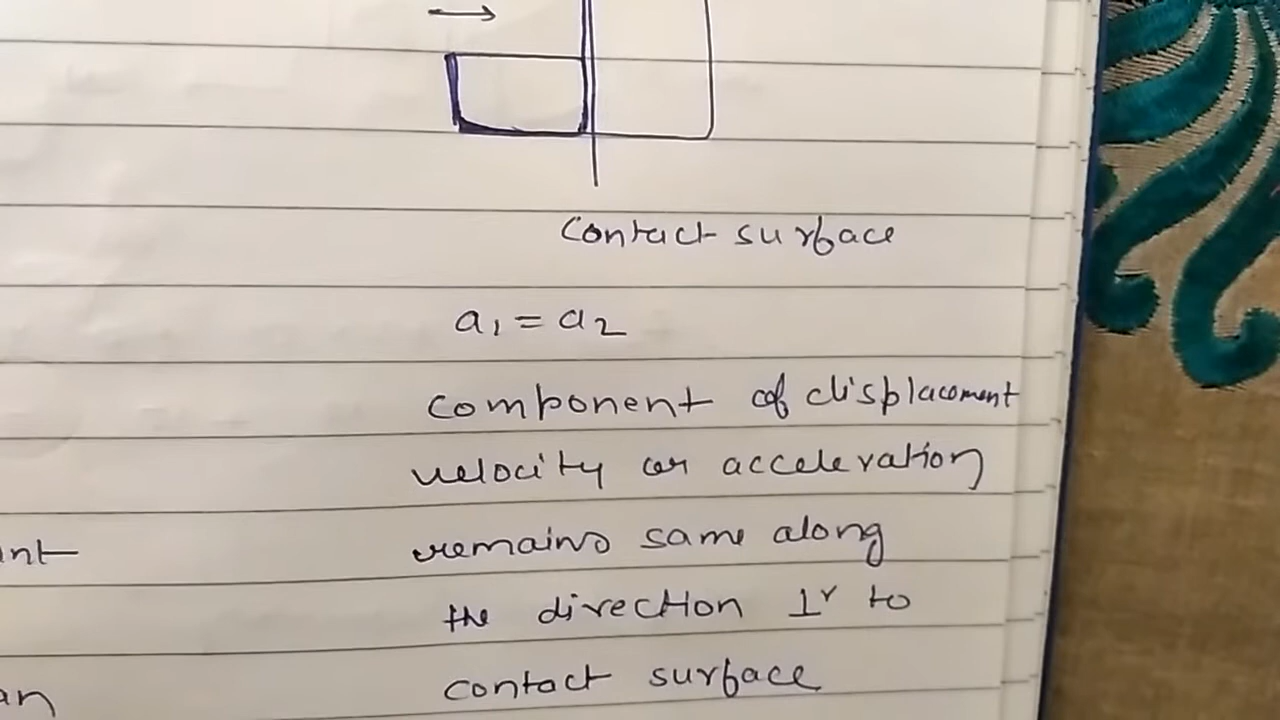 contact surface
a₁ = a₂
component of displacement
velocity or acceleration
remains same along
the direction ⊥ʳ to
contact surface